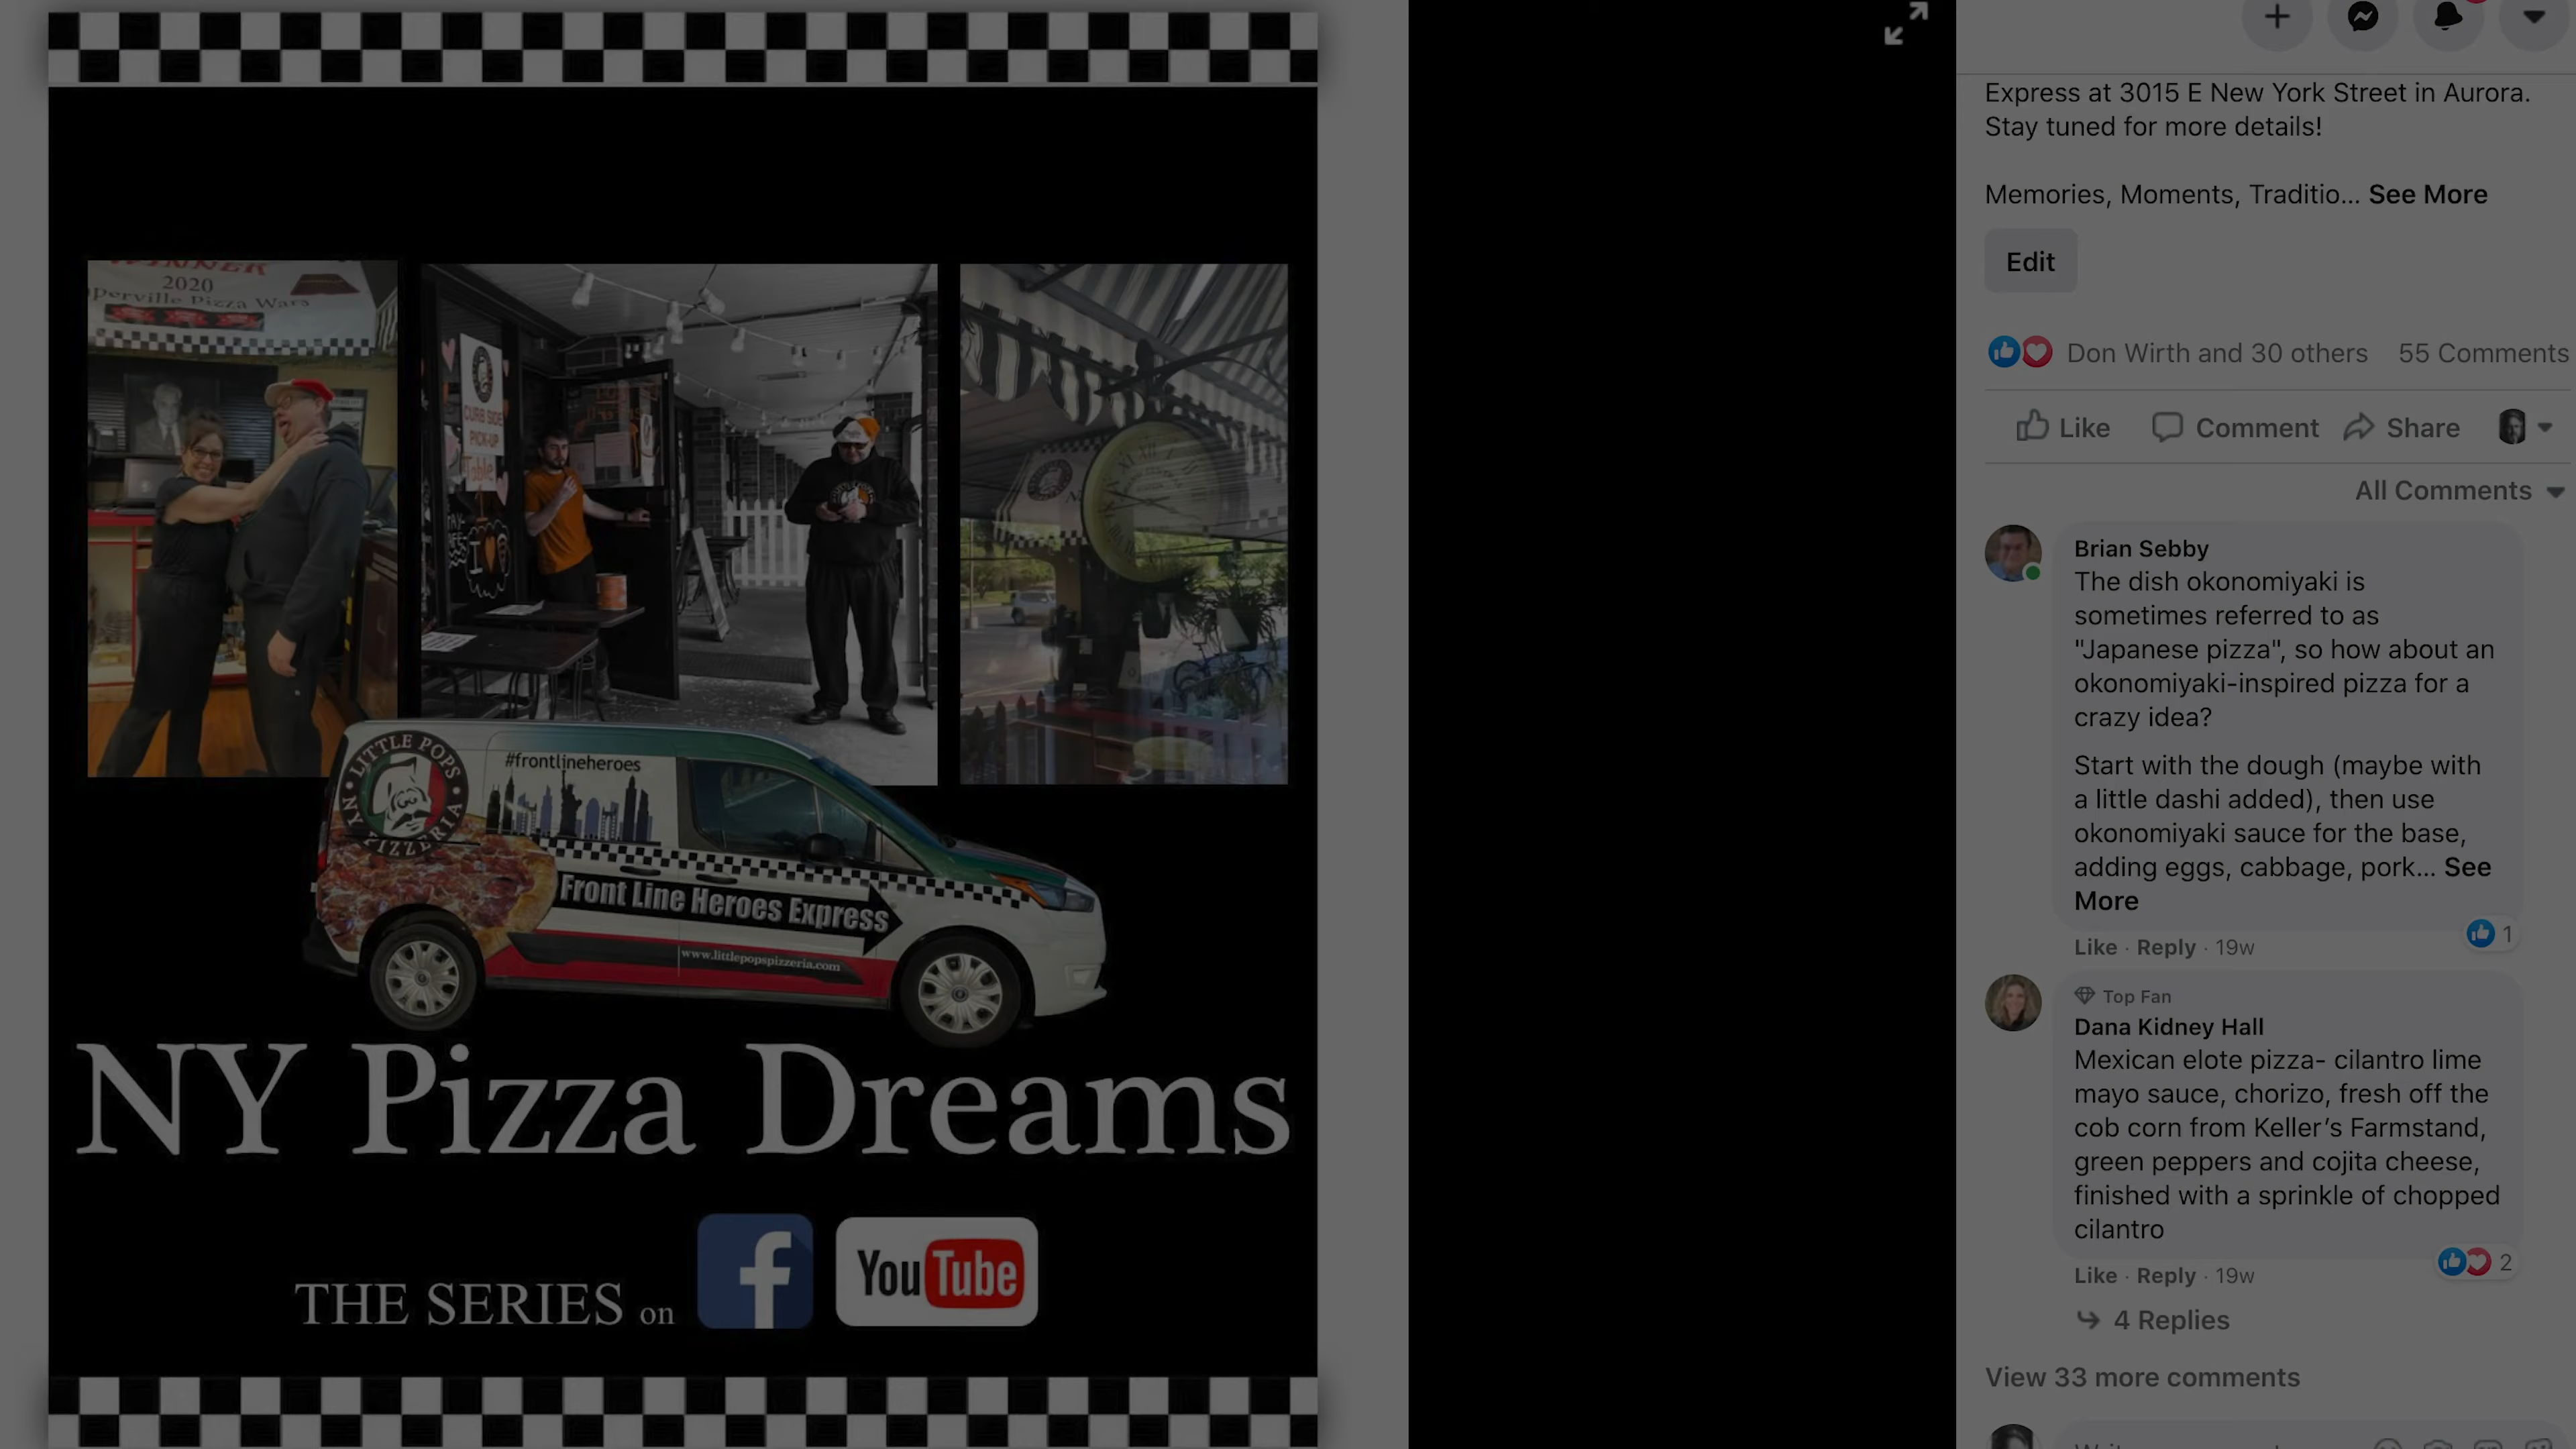 WINNER
2020
perville Pizza Wars
CURB SIDE
PICK-UP
Table
I
LITTLE POPS
NY PIZZERIA
#frontlineheroes
Front Line Heroes Express
www.littlepopspizzeria.com
NY Pizza Dreams
THE SERIES on
f
YouTube
Express at 3015 E New York Street in Aurora.
Stay tuned for more details!
Memories, Moments, Traditio... See More
Edit
Don Wirth and 30 others 55 Comments
Like Comment Share
All Comments
Brian Sebby
The dish okonomiyaki is
sometimes referred to as
"Japanese pizza", so how about an
okonomiyaki-inspired pizza for a
crazy idea?
Start with the dough (maybe with
a little dashi added), then use
okonomiyaki sauce for the base,
adding eggs, cabbage, pork... See
More
1
Like · Reply · 19w
Top Fan
Dana Kidney Hall
Mexican elote pizza- cilantro lime
mayo sauce, chorizo, fresh off the
cob corn from Keller’s Farmstand,
green peppers and cojita cheese,
finished with a sprinkle of chopped
cilantro
2
Like · Reply · 19w
4 Replies
View 33 more comments